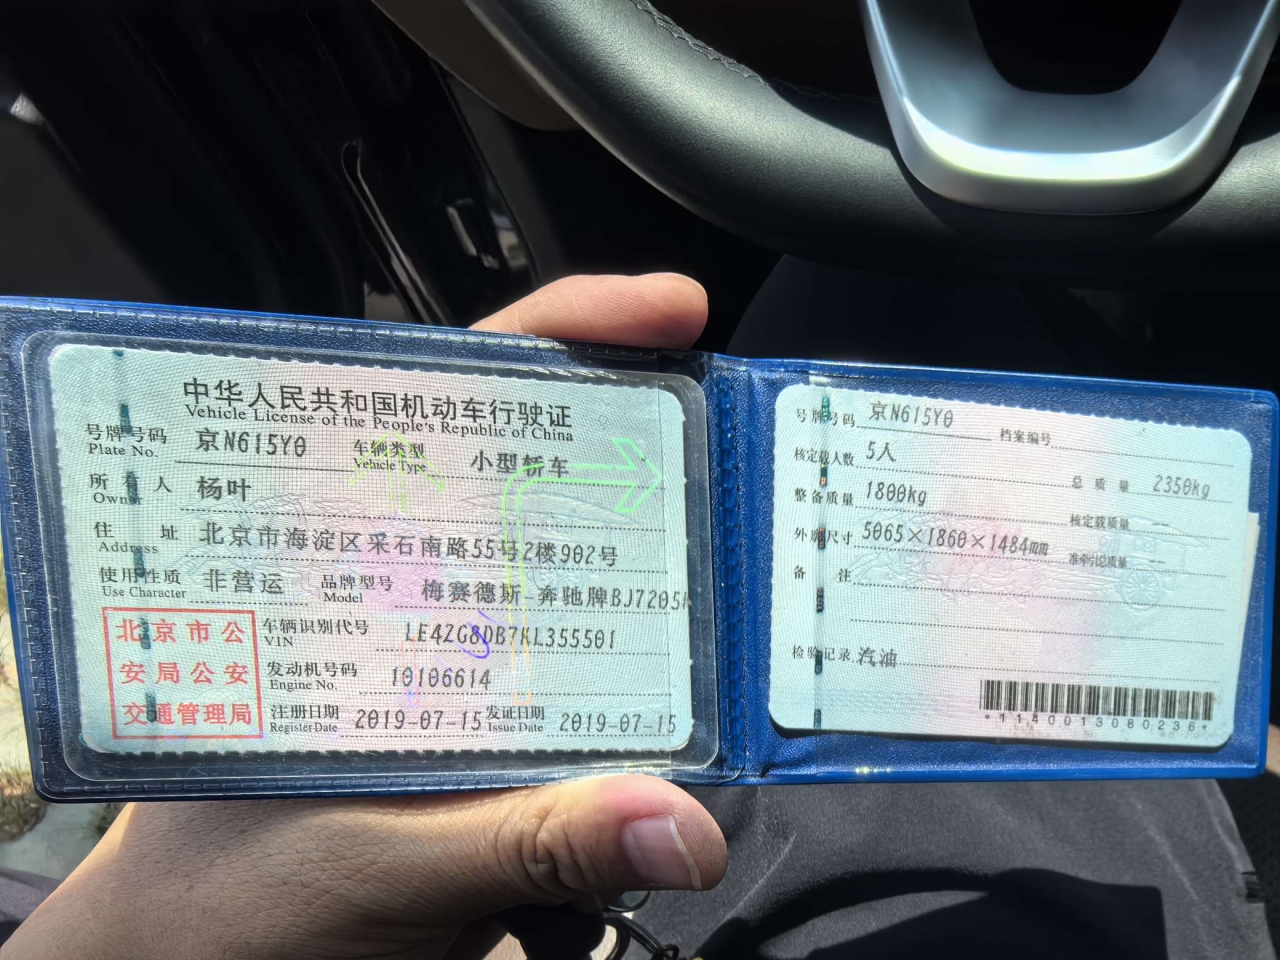 中华人民共和国机动车行驶证
Vehicle License of the People's Republic of China
号牌号码 京N615Y0 车辆类型 小型轿车
Plate No. Vehicle Type
所有人 杨叶
Owner
住址 北京市海淀区采石南路55号2楼902号
Address
使用性质 非营运 品牌型号 梅赛德斯-奔驰牌BJ7205
Use Character Model
北京市公
安局公安
交通管理局
车辆识别代号 LE4ZG8DB7KL355501
VIN
发动机号码 10106614
Engine No.
注册日期 2019-07-15 发证日期 2019-07-15
Register Date Issue Date
号牌号码 京N615Y0 档案编号
核定载人数 5人 总质量 2350kg
整备质量 1800kg 核定载质量 --
外廓尺寸 5065×1860×1484mm 准牵引总质量 --
备注
检验记录 汽油
*1140013080236*